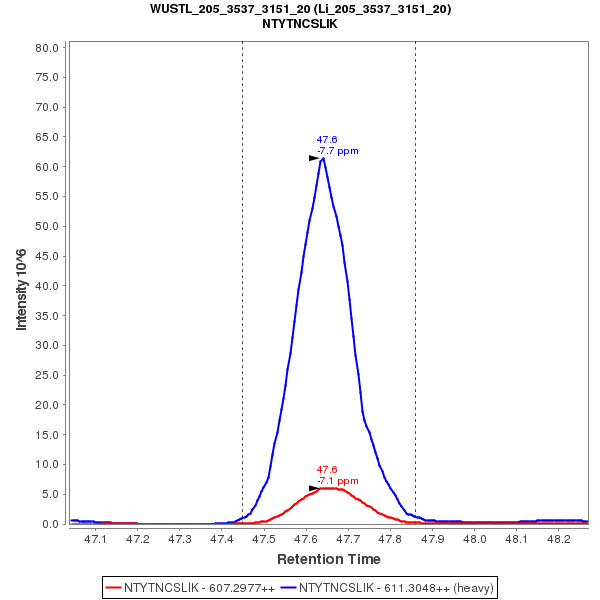 WUSTL_205_3537_3151_20 (Li_205_3537_3151_20)
NTYTNCSLIK
80.0
75.0
70.0
65.0
60.0
55.0
50.0
45.0
40.0
35.0
30.0
25.0
20.0
15.0
10.0
5.0
0.0
Intensity 10^6
47.6
-7.7 ppm
47.6
-7.1 ppm
47.1 47.2 47.3 47.4 47.5 47.6 47.7 47.8 47.9 48.0 48.1 48.2
Retention Time
NTYTNCSLIK - 607.2977++ NTYTNCSLIK - 611.3048++ (heavy)